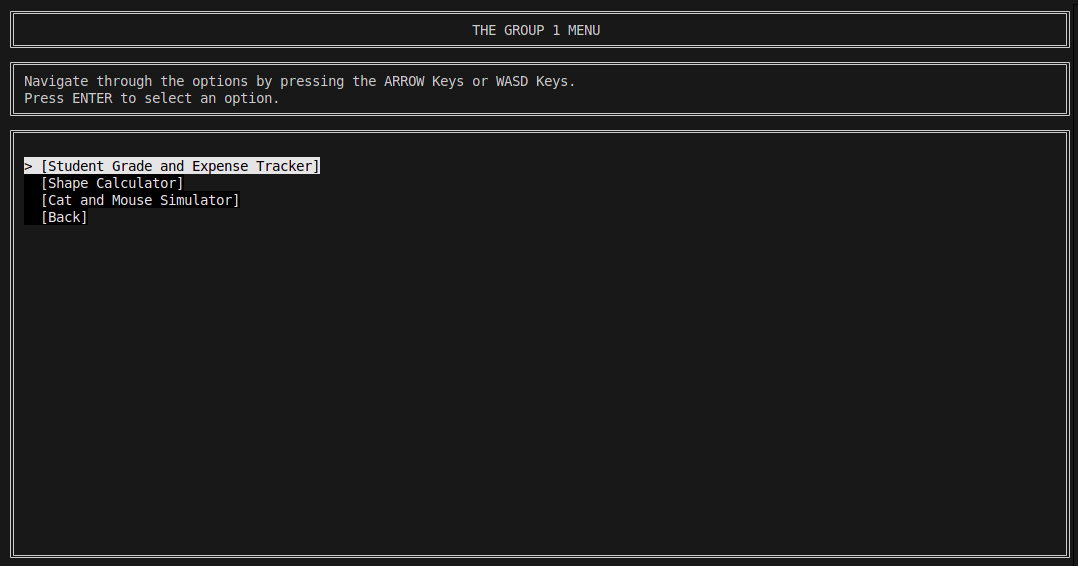 THE GROUP 1 MENU
Navigate through the options by pressing the ARROW Keys or WASD Keys.
Press ENTER to select an option.
> [Student Grade and Expense Tracker]
[Shape Calculator]
[Cat and Mouse Simulator]
[Back]